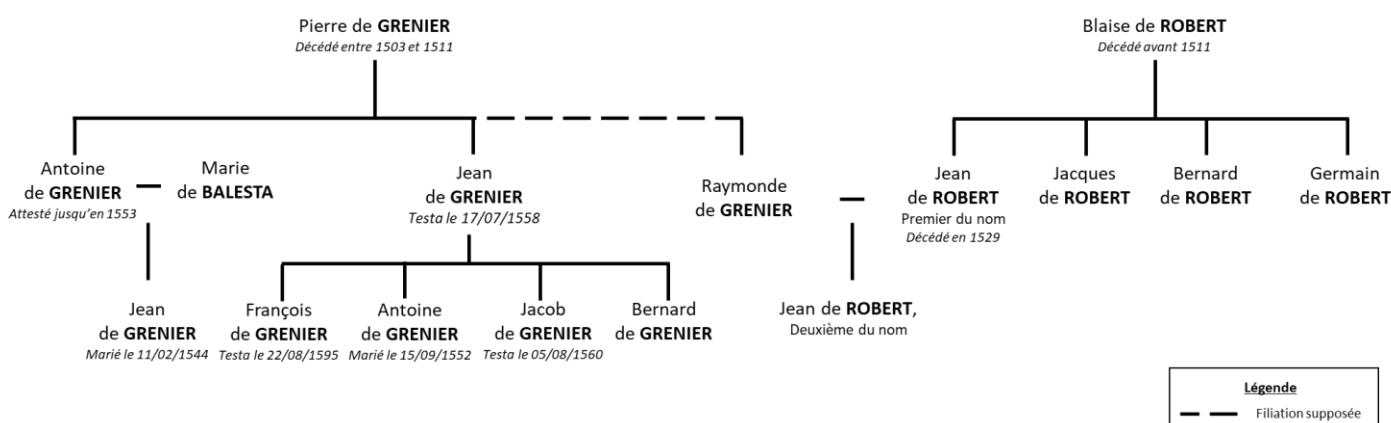 Pierre de GRENIER
Décédé entre 1503 et 1511
Blaise de ROBERT
Décédé avant 1511
Antoine
de GRENIER
Attesté jusqu'en 1553
Marie
de BALESTA
Jean
de GRENIER
Testa le 17/07/1558
Raymonde
de GRENIER
Jean
de ROBERT
Premier du nom
Décédé en 1529
Jacques
de ROBERT
Bernard
de ROBERT
Germain
de ROBERT
Jean
de GRENIER
Marié le 11/02/1544
François
de GRENIER
Testa le 22/08/1595
Antoine
de GRENIER
Marié le 15/09/1552
Jacob
de GRENIER
Testa le 05/08/1560
Bernard
de GRENIER
Jean de ROBERT,
Deuxième du nom
Légende
Filiation supposée